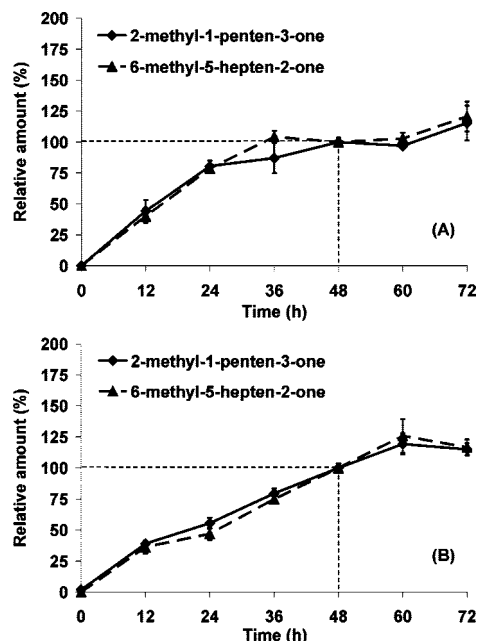 200
2-methyl-1-penten-3-one
175
6-methyl-5-hepten-2-one
150
125
100
75
50
25
0
Relative amount (%)
(A)
0 12 24 36 48 60 72
Time (h)
200
2-methyl-1-penten-3-one
175
6-methyl-5-hepten-2-one
150
125
100
75
50
25
0
Relative amount (%)
(B)
0 12 24 36 48 60 72
Time (h)